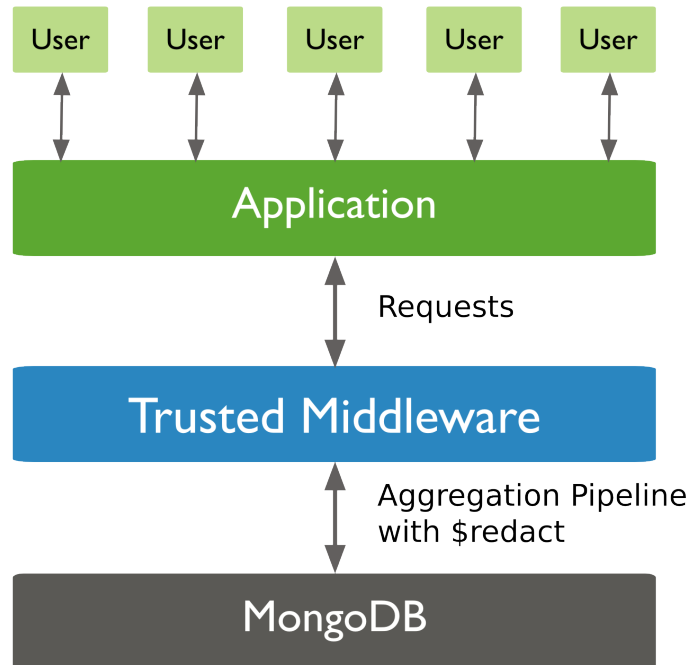 User
User
User
User
User
Application
Requests
Trusted Middleware
Aggregation Pipeline
with $redact
MongoDB